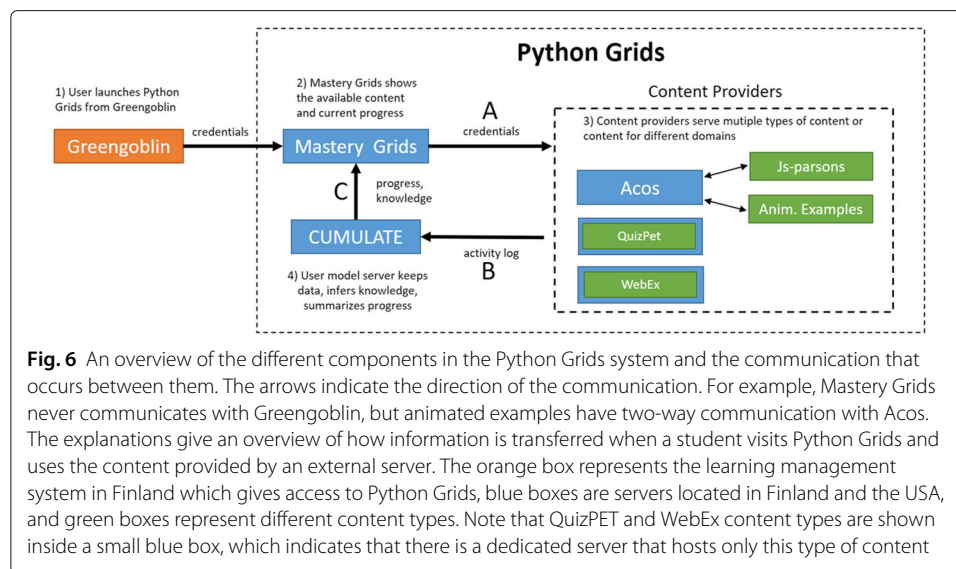 Python Grids
1) User launches Python
Grids from Greengoblin
Greengoblin
credentials
2) Mastery Grids shows
the available content
and current progress
Mastery Grids
A
credentials
C
progress,
knowledge
CUMULATE
activity log
B
4) User model server keeps
data, infers knowledge,
summarizes progress
Content Providers
3) Content providers serve mutiple types of content or
content for different domains
Acos
Js-parsons
Anim. Examples
QuizPet
WebEx
Fig. 6 An overview of the different components in the Python Grids system and the communication that
occurs between them. The arrows indicate the direction of the communication. For example, Mastery Grids
never communicates with Greengoblin, but animated examples have two-way communication with Acos.
The explanations give an overview of how information is transferred when a student visits Python Grids and
uses the content provided by an external server. The orange box represents the learning management
system in Finland which gives access to Python Grids, blue boxes are servers located in Finland and the USA,
and green boxes represent different content types. Note that QuizPET and WebEx content types are shown
inside a small blue box, which indicates that there is a dedicated server that hosts only this type of content